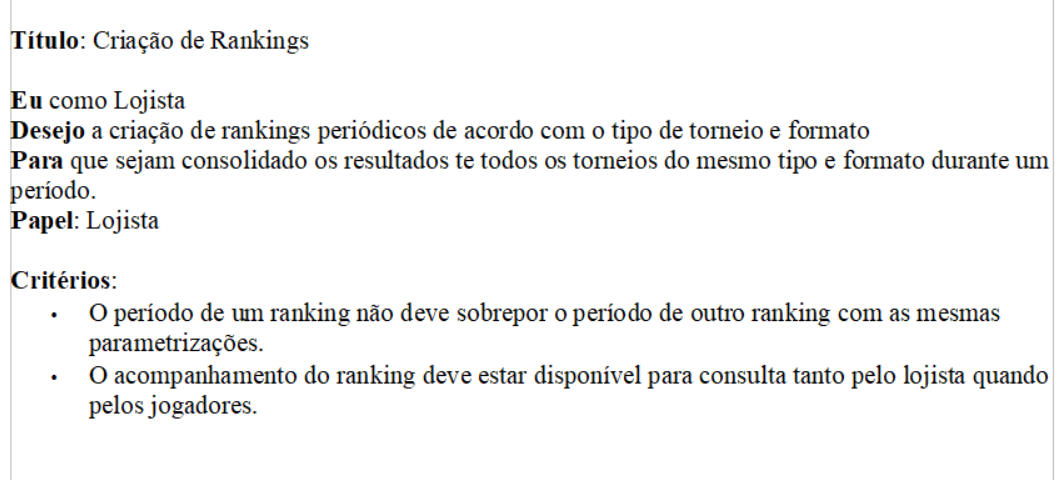 Título: Criação de Rankings
Eu como Lojista
Desejo a criação de rankings periódicos de acordo com o tipo de torneio e formato
Para que sejam consolidado os resultados te todos os torneios do mesmo tipo e formato durante um
período.
Papel: Lojista
Critérios:
• O período de um ranking não deve sobrepor o período de outro ranking com as mesmas
parametrizações.
• O acompanhamento do ranking deve estar disponível para consulta tanto pelo lojista quando
pelos jogadores.